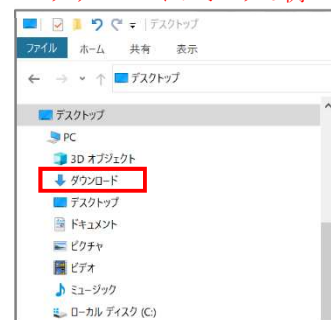 デスクトップ
ファイル ホーム 共有 表示
デスクトップ
デスクトップ
PC
3D オブジェクト
ダウンロード
デスクトップ
ドキュメント
ピクチャ
ビデオ
ミュージック
ローカル ディスク (C:)